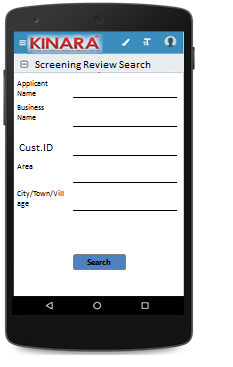 KINARA
Screening Review Search
Applicant
Name
Business
Name
Cust.ID
Area
City/Town/Vill
age
Search